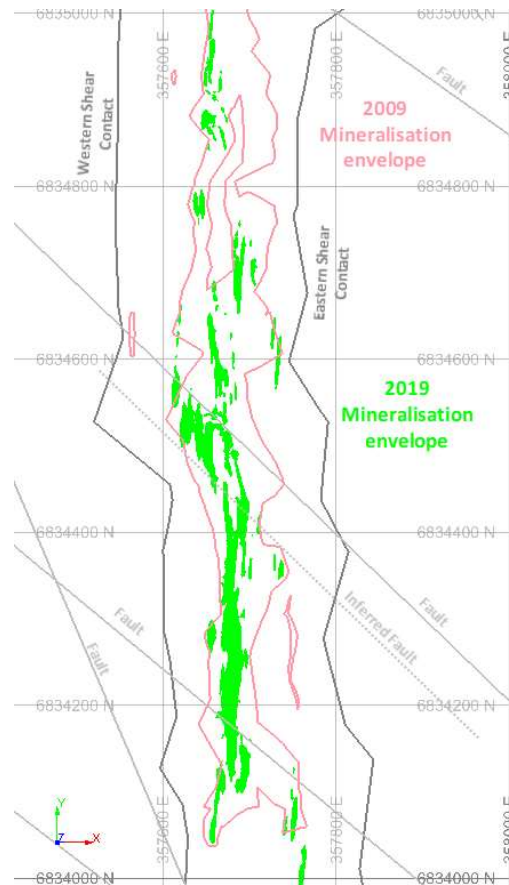 6835000 N
6835000 N
357600 E
357800 E
358000 E
Fault
2009
Mineralisation
envelope
Western Shear
Contact
6834800 N
6834800 N
Eastern Shear
Contact
6834600 N
6834600 N
2019
Mineralisation
envelope
6834400 N
6834400 N
Fault
Fault
Inferred Fault
Fault
6834200 N
6834200 N
Y
Z
X
357600 E
357800 E
6834000 N
6834000 N